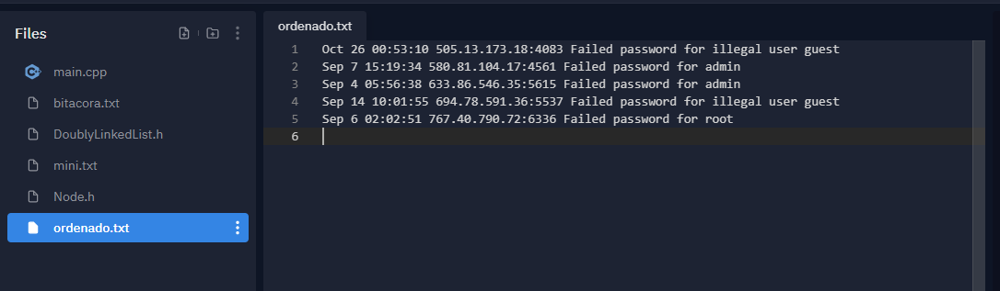 Files
main.cpp
bitacora.txt
DoublyLinkedList.h
mini.txt
Node.h
ordenado.txt
ordenado.txt
1 Oct 26 00:53:10 505.13.173.18:4083 Failed password for illegal user guest
2 Sep 7 15:19:34 580.81.104.17:4561 Failed password for admin
3 Sep 4 05:56:38 633.86.546.35:5615 Failed password for admin
4 Sep 14 10:01:55 694.78.591.36:5537 Failed password for illegal user guest
5 Sep 6 02:02:51 767.40.790.72:6336 Failed password for root
6